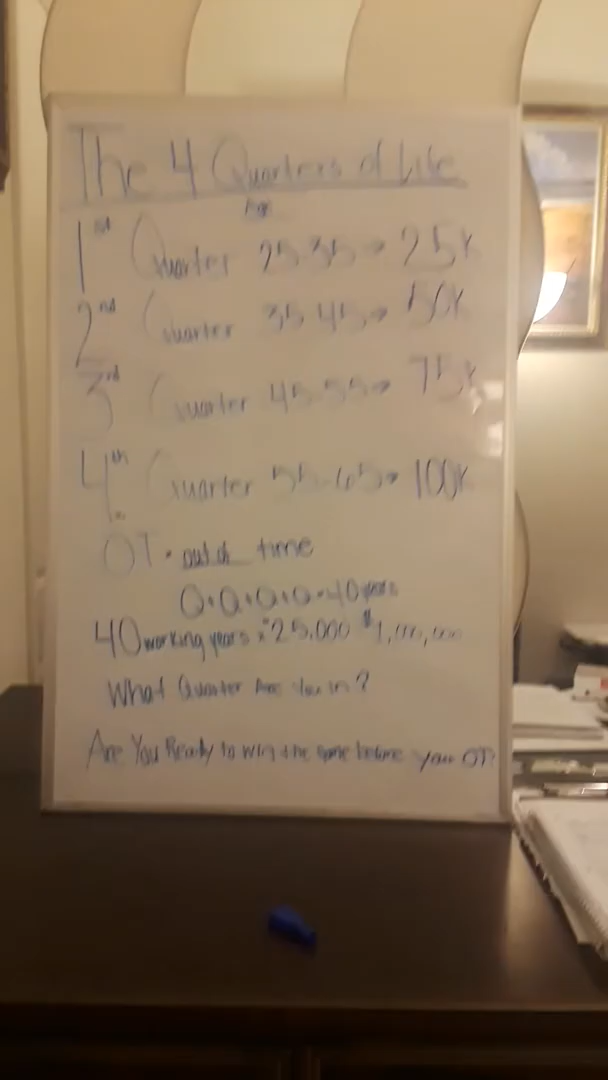 The 4 Quarters of Life
Age
1st Quarter 25-35 → 25K
2nd Quarter 35-45 → 50K
3rd Quarter 45-55 → 75K
4th Quarter 55-65 → 100K
OT - out of time
Q+Q+Q+Q=40 years
40 working years x $25,000 $1,000,000
What Quarter Are You in?
Are You Ready to win the game before you OT?